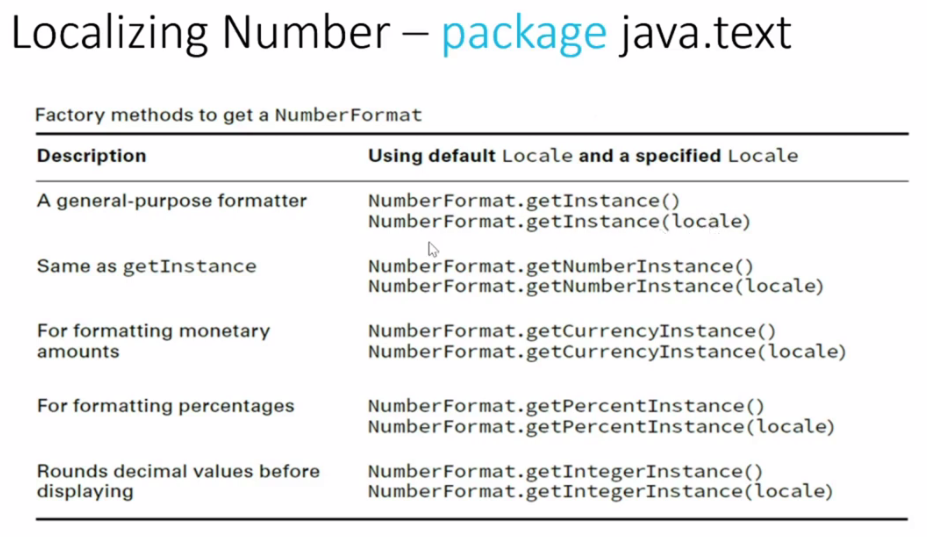 Localizing Number – package java.text
Factory methods to get a NumberFormat
Description Using default Locale and a specified Locale
A general-purpose formatter NumberFormat.getInstance()
NumberFormat.getInstance(locale)
Same as getInstance NumberFormat.getNumberInstance()
NumberFormat.getNumberInstance(locale)
For formatting monetary NumberFormat.getCurrencyInstance()
amounts NumberFormat.getCurrencyInstance(locale)
For formatting percentages NumberFormat.getPercentInstance()
NumberFormat.getPercentInstance(locale)
Rounds decimal values before NumberFormat.getIntegerInstance()
displaying NumberFormat.getIntegerInstance(locale)